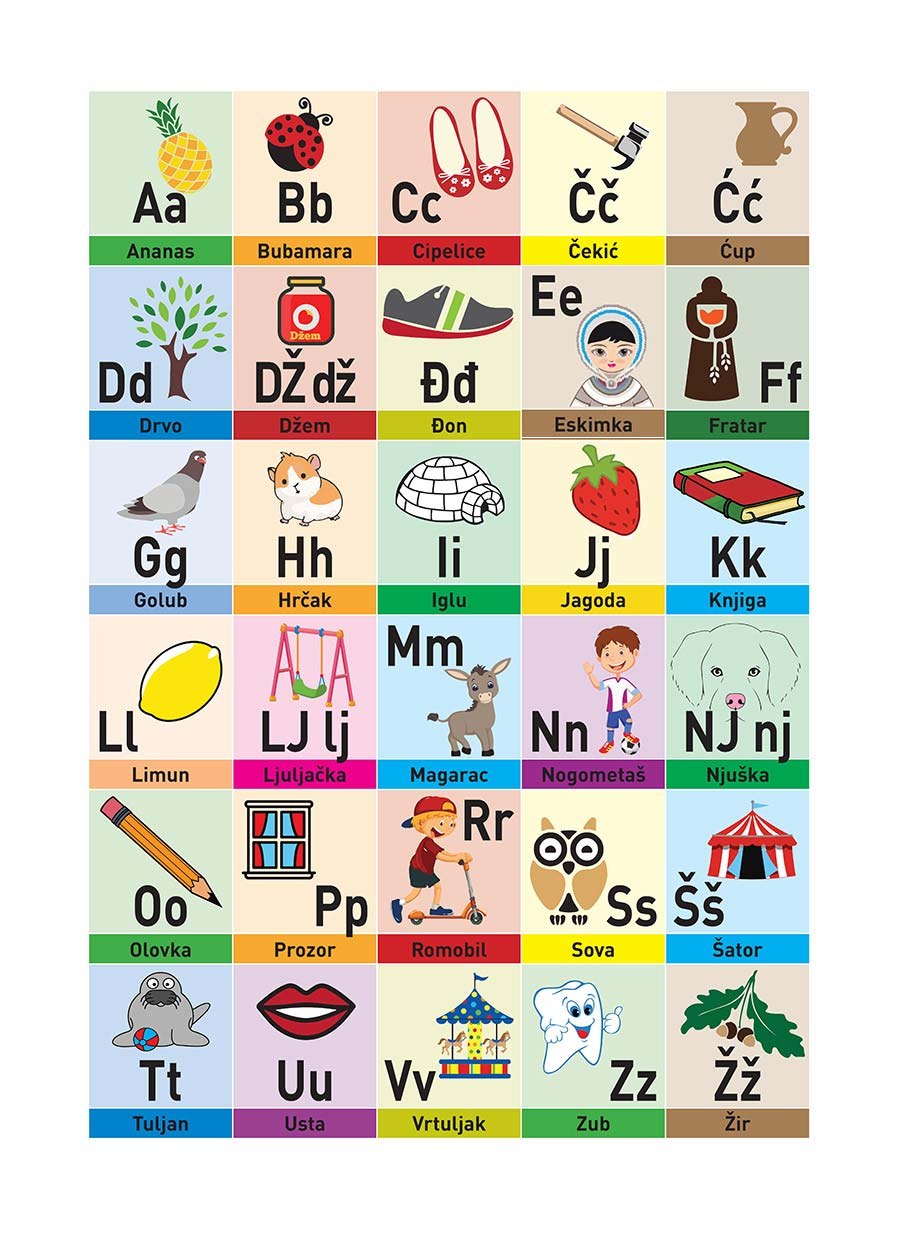 Aa
Ananas
Bb
Bubamara
Cc
Cipelice
Čč
Čekić
Ćć
Ćup
Dd
Drvo
Džem
DŽ dž
Džem
Đđ
Đon
Ee
Eskimka
Ff
Fratar
Gg
Golub
Hh
Hrčak
Ii
Iglu
Jj
Jagoda
Kk
Knjiga
Ll
Limun
LJ lj
Ljuljačka
Mm
Magarac
Nn
Nogometaš
NJ nj
Njuška
Oo
Olovka
Pp
Prozor
Rr
Romobil
Ss
Sova
Šš
Šator
Tt
Tuljan
Uu
Usta
Vv
Vrtuljak
Zz
Zub
Žž
Žir